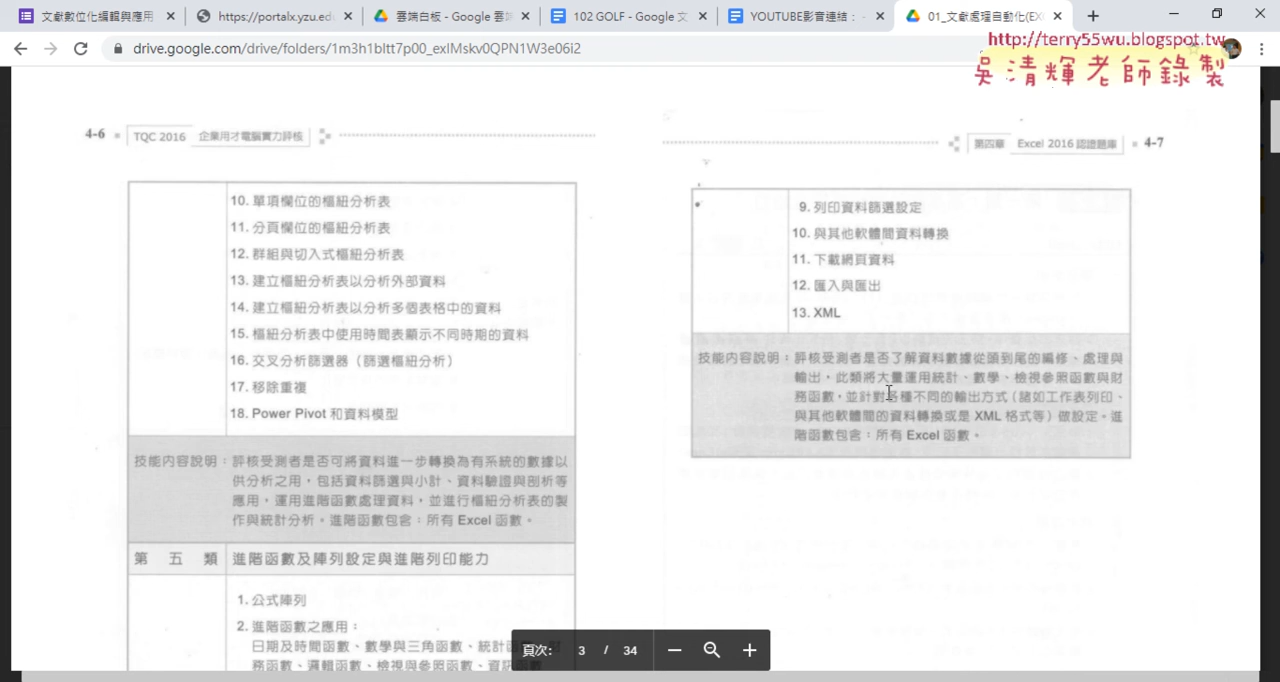 文獻數位化編輯與應用
https://portalx.yzu.ed
雲端白板 - Google 雲
102 GOLF - Google 文
YOUTUBE影音連結：-
01_文獻處理自動化(EX
drive.google.com/drive/folders/1m3h1bltt7p00_exIMskv0QPN1W3e06i2
http://terry55wu.blogspot.tw
吳清輝老師錄製
4-6 TQC 2016 企業用才電腦實力評核
10. 單項欄位的樞紐分析表
11. 分頁欄位的樞紐分析表
12. 群組與切入式樞紐分析表
13. 建立樞紐分析表以分析外部資料
14. 建立樞紐分析表以分析多個表格中的資料
15. 樞紐分析表中使用時間表顯示不同時期的資料
16. 交叉分析篩選器（篩選樞紐分析）
17. 移除重複
18. Power Pivot 和資料模型
技能內容說明：評核受測者是否可將資料進一步轉換為有系統的數據以
供分析之用，包括資料篩選與小計、資料驗證與剖析等
應用，運用進階函數處理資料，並進行樞紐分析表的製
作與統計分析。進階函數包含：所有 Excel 函數。
第 五 類 進階函數及陣列設定與進階列印能力
1. 公式陣列
2. 進階函數之應用：
日期及時間函數、數學與三角函數、統計
務函數、邏輯函數、檢視與參照函數、資訊函數
第四章 Excel 2016 認證題庫 4-7
9. 列印資料篩選設定
10. 與其他軟體間資料轉換
11. 下載網頁資料
12. 匯入與匯出
13. XML
技能內容說明：評核受測者是否了解資料數據從頭到尾的編修、處理與
輸出，此類將大量運用統計、數學、檢視參照函數與財
務函數，並針對各種不同的輸出方式（諸如工作表列印、
與其他軟體間的資料轉換或是 XML 格式等）做設定。進
階函數包含：所有 Excel 函數。
頁次: 3 / 34